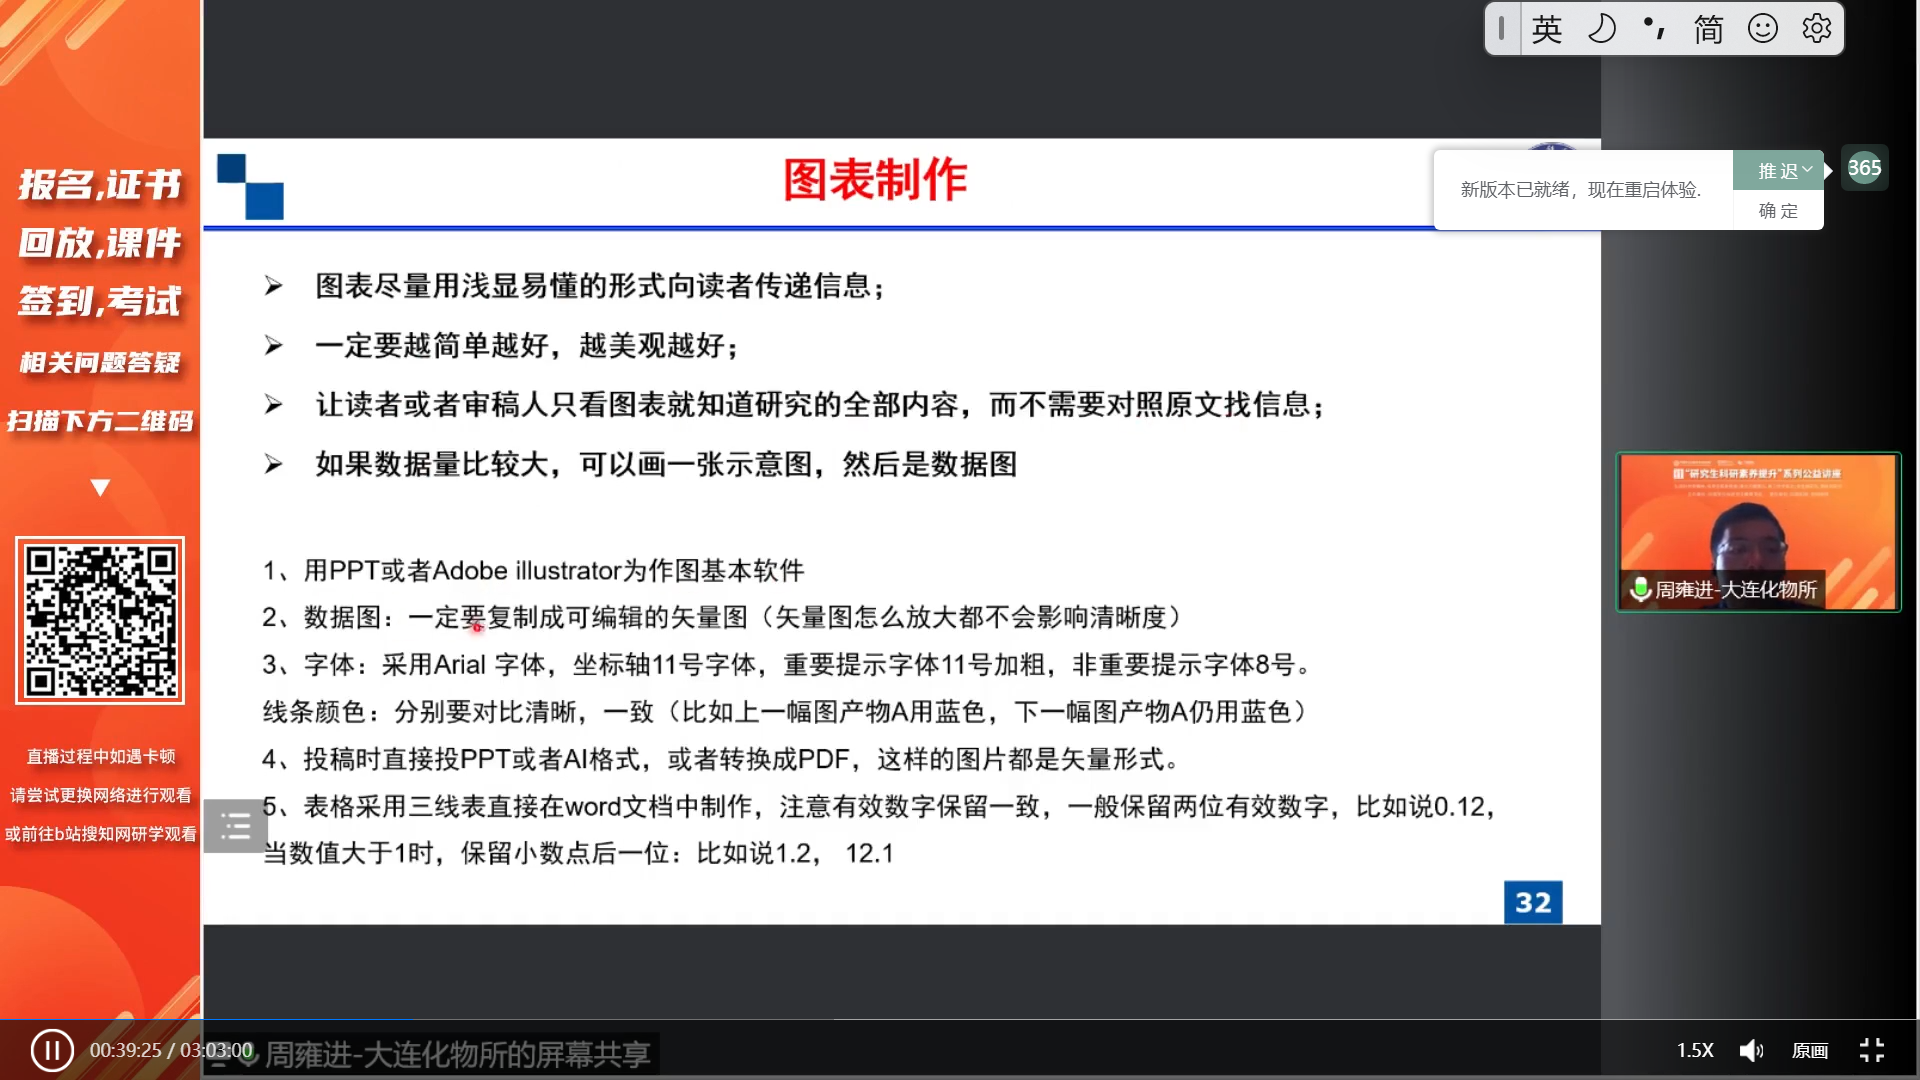 英 简
报名,证书
回放,课件
签到,考试
相关问题答疑
扫描下方二维码
直播过程中如遇卡顿
请尝试更换网络进行观看
或前往b站搜知网研学观看
图表制作
新版本已就绪，现在重启体验.
推迟
确定
365
➢ 图表尽量用浅显易懂的形式向读者传递信息；
➢ 一定要越简单越好，越美观越好；
➢ 让读者或者审稿人只看图表就知道研究的全部内容，而不需要对照原文找信息；
➢ 如果数据量比较大，可以画一张示意图，然后是数据图
1、用PPT或者Adobe illustrator为作图基本软件
2、数据图：一定要复制成可编辑的矢量图（矢量图怎么放大都不会影响清晰度）
3、字体：采用Arial 字体，坐标轴11号字体，重要提示字体11号加粗，非重要提示字体8号。
线条颜色：分别要对比清晰，一致（比如上一幅图产物A用蓝色，下一幅图产物A仍用蓝色）
4、投稿时直接投PPT或者AI格式，或者转换成PDF，这样的图片都是矢量形式。
5、表格采用三线表直接在word文档中制作，注意有效数字保留一致，一般保留两位有效数字，比如说0.12，
当数值大于1时，保留小数点后一位：比如说1.2， 12.1
32
"研究生科研素养提升"系列公益讲座
周雍进-大连化物所
00:39:25 / 03:03:00
周雍进-大连化物所的屏幕共享
1.5X
原画